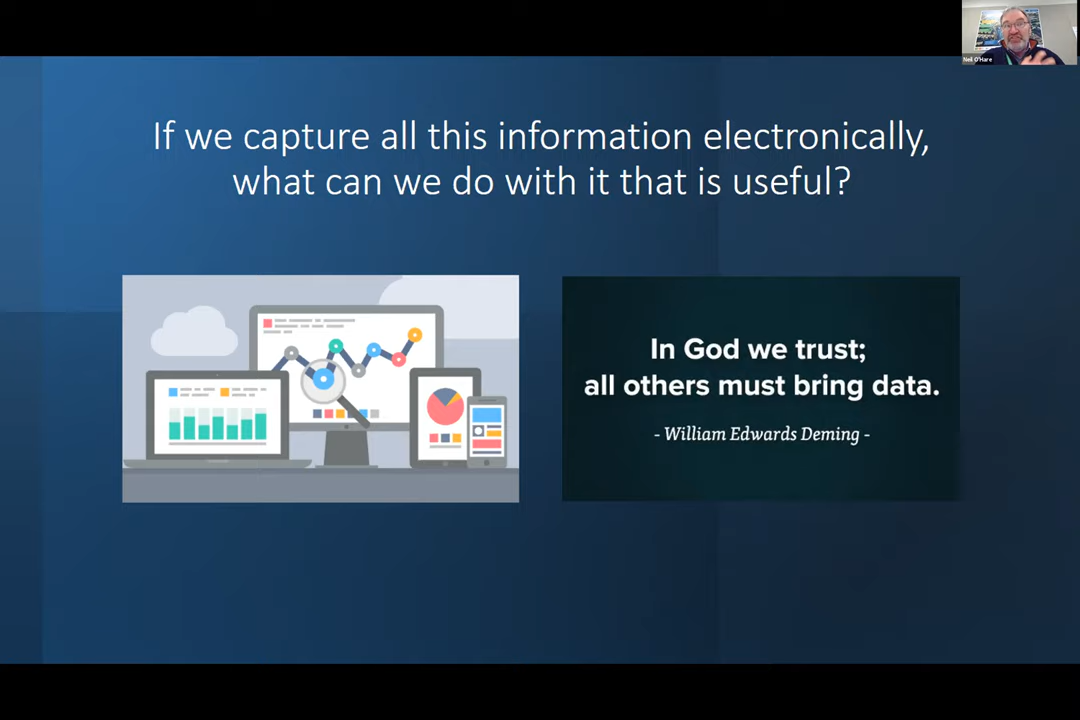 Neil O'Hare
If we capture all this information electronically,
what can we do with it that is useful?
In God we trust;
all others must bring data.
- William Edwards Deming -